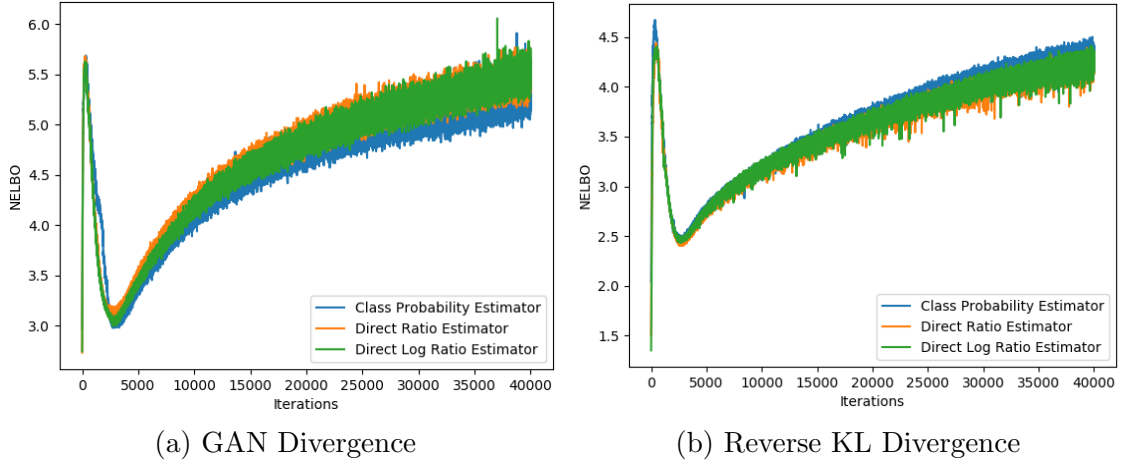 6.0
5.5
5.0
4.5
4.0
3.5
3.0
NELBO
0 5000 10000 15000 20000 25000 30000 35000 40000
Iterations
Class Probability Estimator
Direct Ratio Estimator
Direct Log Ratio Estimator
(a) GAN Divergence
4.5
4.0
3.5
3.0
2.5
2.0
1.5
NELBO
0 5000 10000 15000 20000 25000 30000 35000 40000
Iterations
Class Probability Estimator
Direct Ratio Estimator
Direct Log Ratio Estimator
(b) Reverse KL Divergence